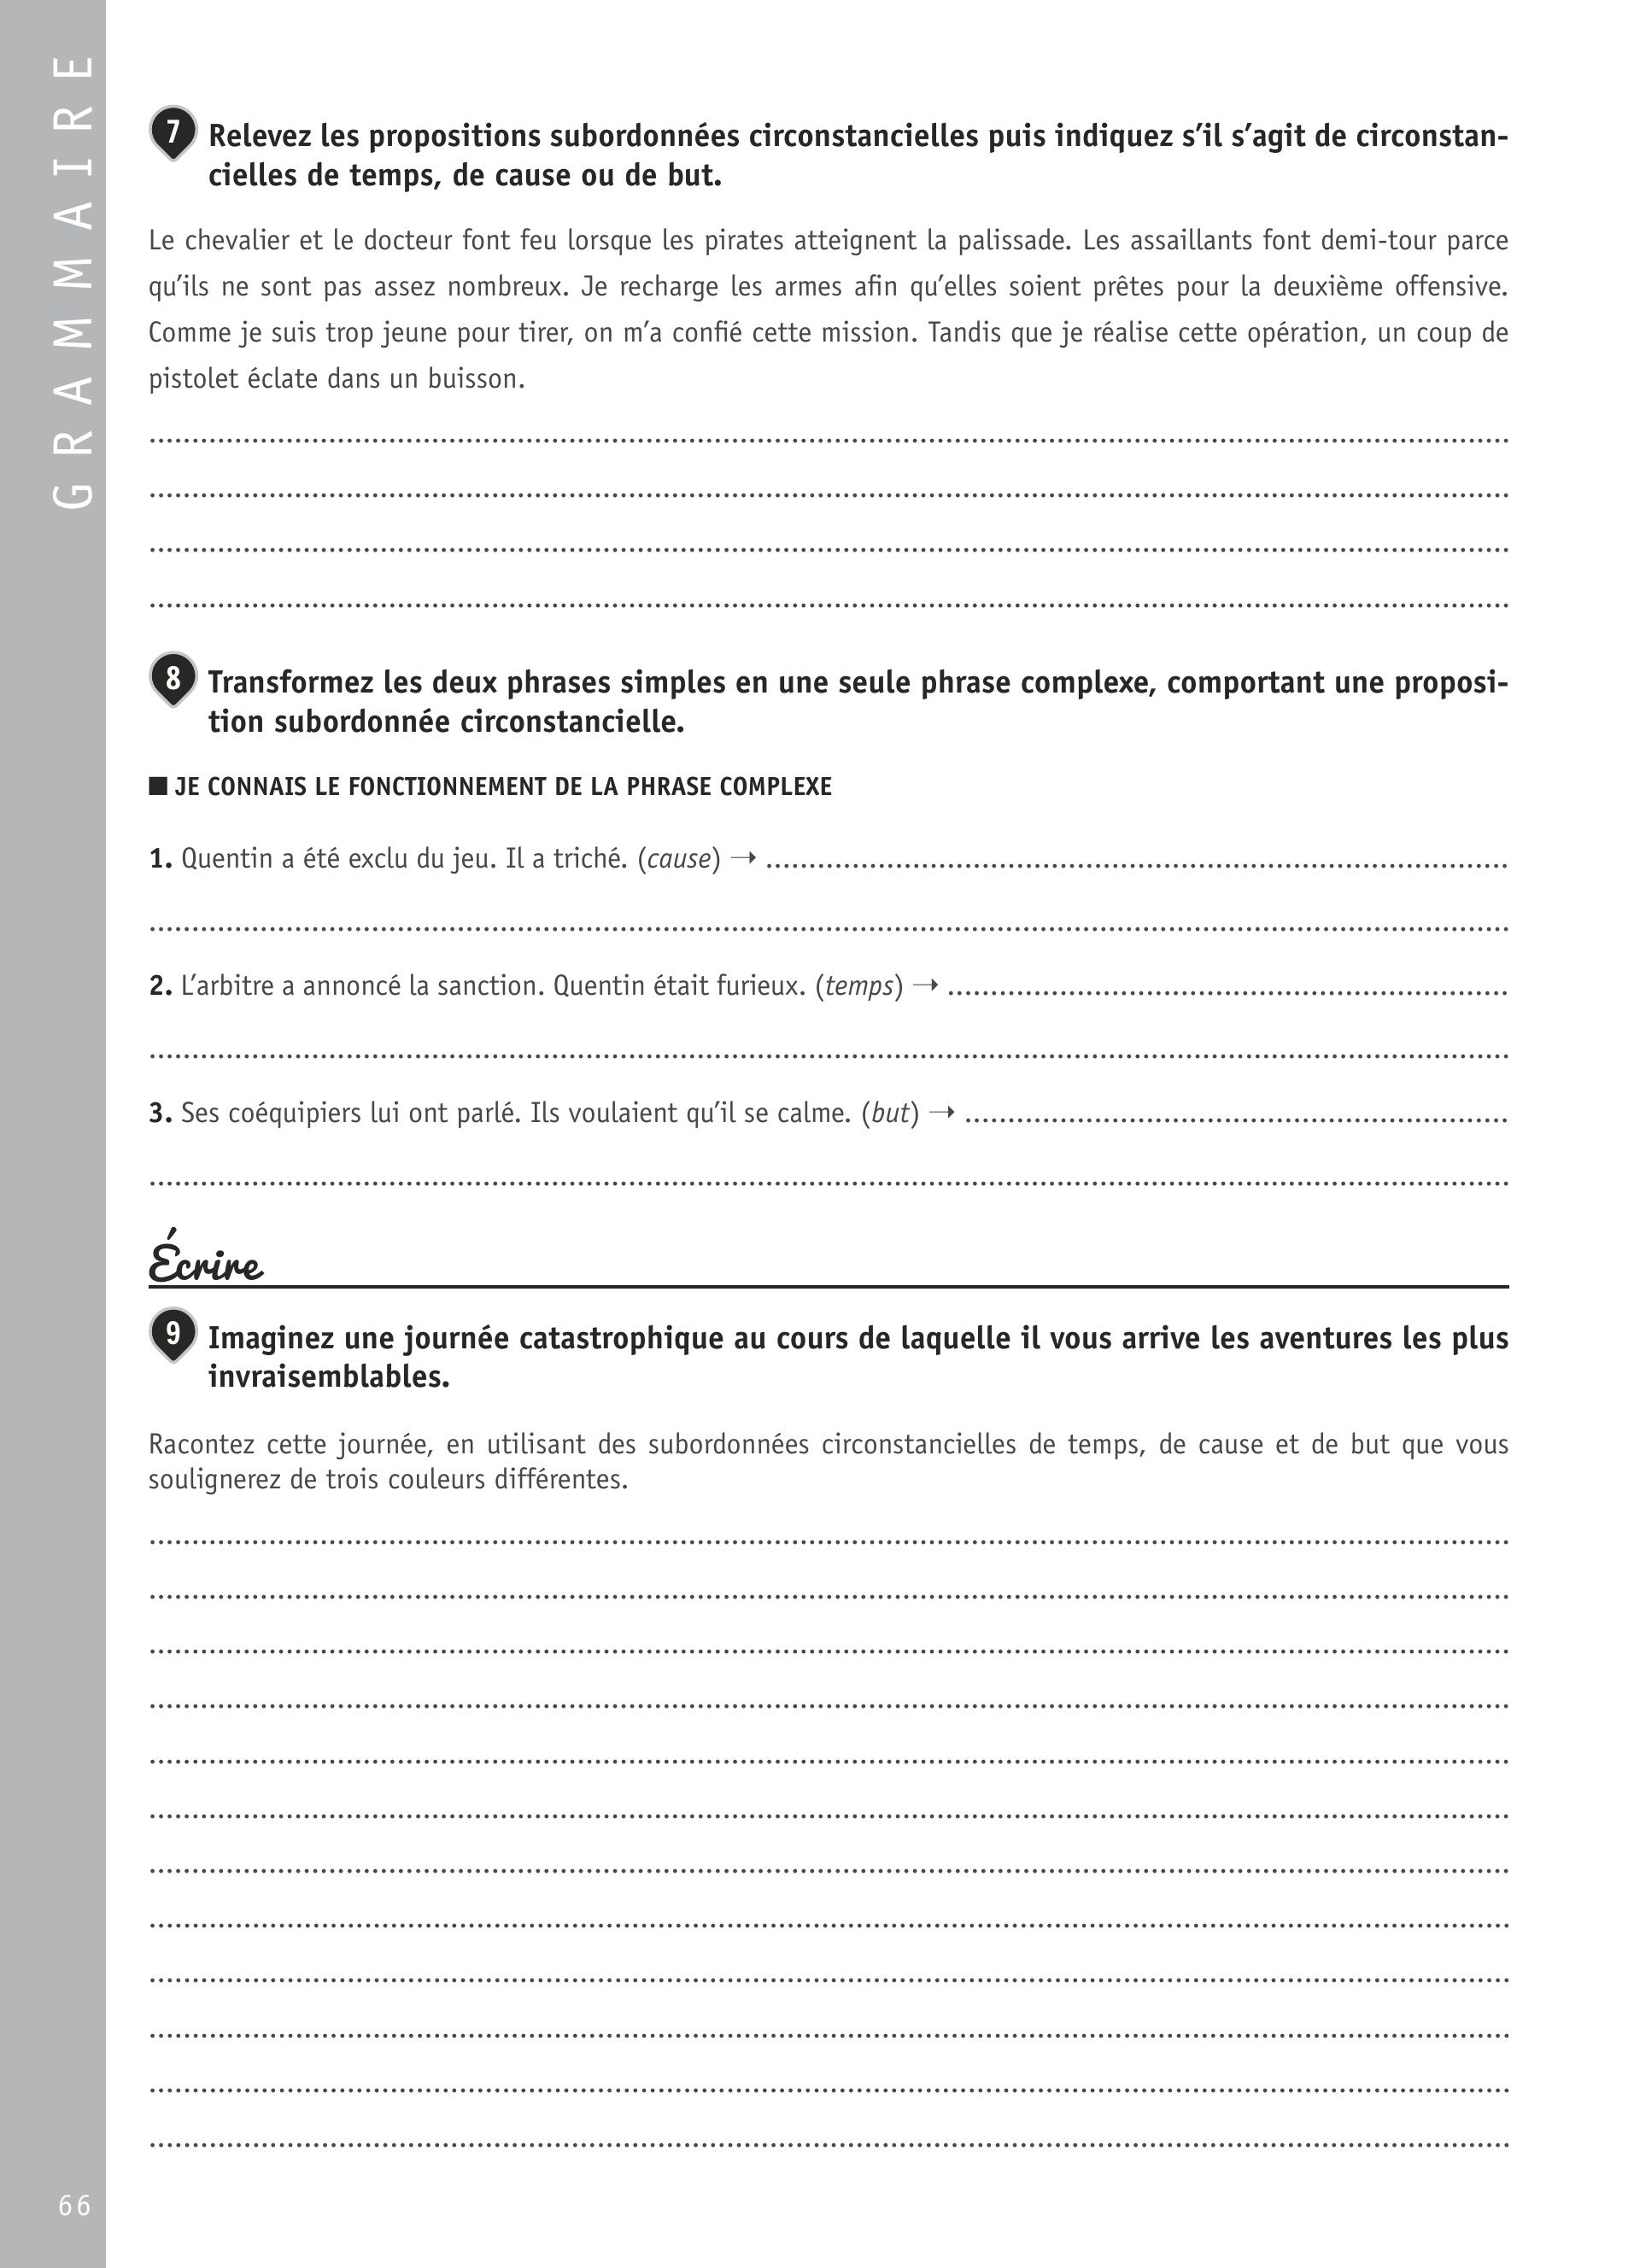 GRAMMAIRE
7 Relevez les propositions subordonnées circonstancielles puis indiquez s’il s’agit de circonstan-
cielles de temps, de cause ou de but.
Le chevalier et le docteur font feu lorsque les pirates atteignent la palissade. Les assaillants font demi-tour parce
qu’ils ne sont pas assez nombreux. Je recharge les armes afin qu’elles soient prêtes pour la deuxième offensive.
Comme je suis trop jeune pour tirer, on m’a confié cette mission. Tandis que je réalise cette opération, un coup de
pistolet éclate dans un buisson.
8 Transformez les deux phrases simples en une seule phrase complexe, comportant une proposi-
tion subordonnée circonstancielle.
■ JE CONNAIS LE FONCTIONNEMENT DE LA PHRASE COMPLEXE
1. Quentin a été exclu du jeu. Il a triché. (cause) →
2. L’arbitre a annoncé la sanction. Quentin était furieux. (temps) →
3. Ses coéquipiers lui ont parlé. Ils voulaient qu’il se calme. (but) →
Écrire
9 Imaginez une journée catastrophique au cours de laquelle il vous arrive les aventures les plus
invraisemblables.
Racontez cette journée, en utilisant des subordonnées circonstancielles de temps, de cause et de but que vous
soulignerez de trois couleurs différentes.
66